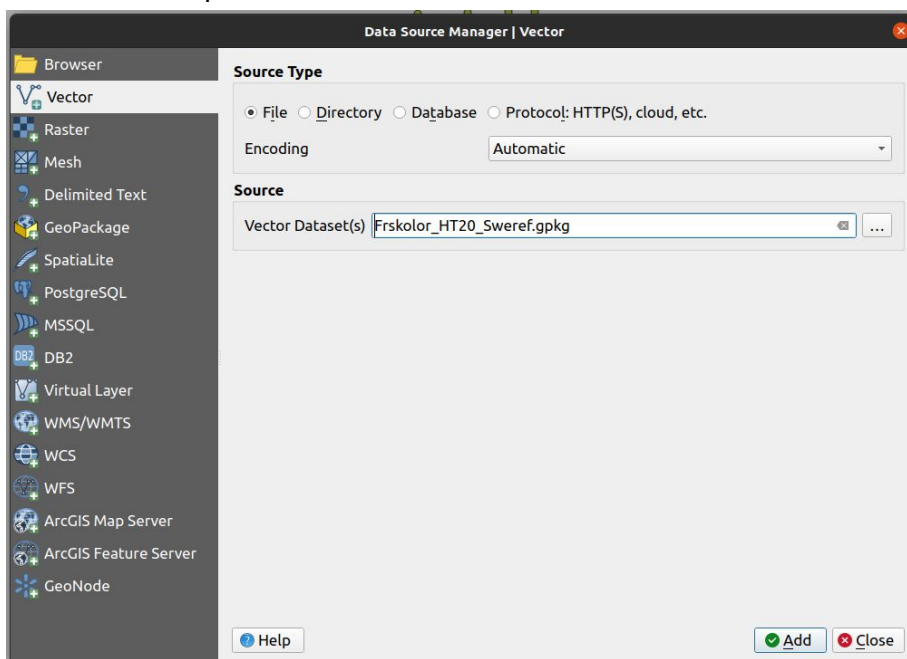 Data Source Manager | Vector
Browser
Vector
Raster
Mesh
Delimited Text
GeoPackage
SpatiaLite
PostgreSQL
MSSQL
DB2
DB2
Virtual Layer
WMS/WMTS
WCS
WFS
ArcGIS Map Server
ArcGIS Feature Server
GeoNode
Source Type
File Directory Database Protocol: HTTP(S), cloud, etc.
Encoding Automatic
Source
Vector Dataset(s) Frskolor_HT20_Sweref.gpkg ...
Help Add Close